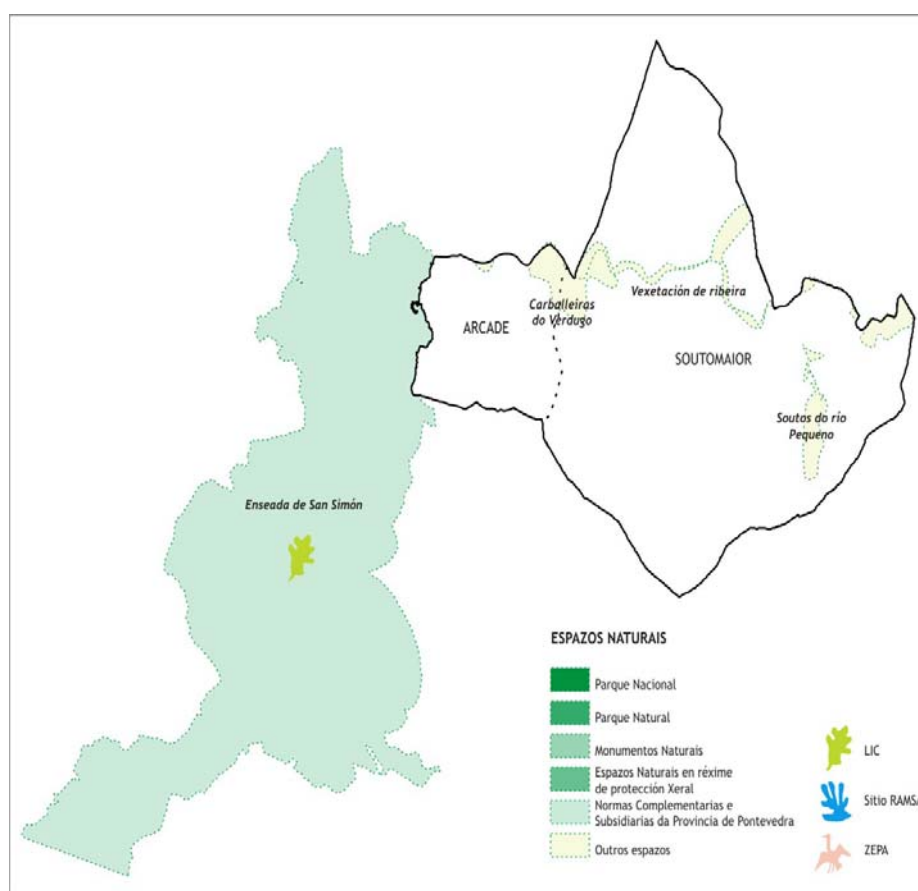 Carballeiras
do Verdugo
Vexetación de ribeira
ARCADE
SOUTOMAIOR
Soutos do río
Pequeno
Enseada de San Simón
ESPAZOS NATURAIS
Parque Nacional
Parque Natural
Monumentos Naturais
Espazos Naturais en réxime
de protección Xeral
Normas Complementarias e
Subsidiarias da Provincia de Pontevedra
Outros espazos
LIC
Sitio RAMSA
ZEPA